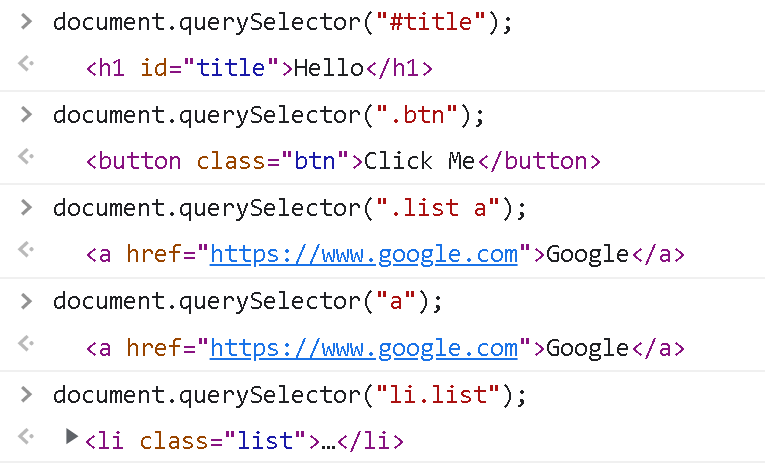 document.querySelector("#title");
<h1 id="title">Hello</h1>
document.querySelector(".btn");
<button class="btn">Click Me</button>
document.querySelector(".list a");
<a href="https://www.google.com">Google</a>
document.querySelector("a");
<a href="https://www.google.com">Google</a>
document.querySelector("li.list");
<li class="list">…</li>